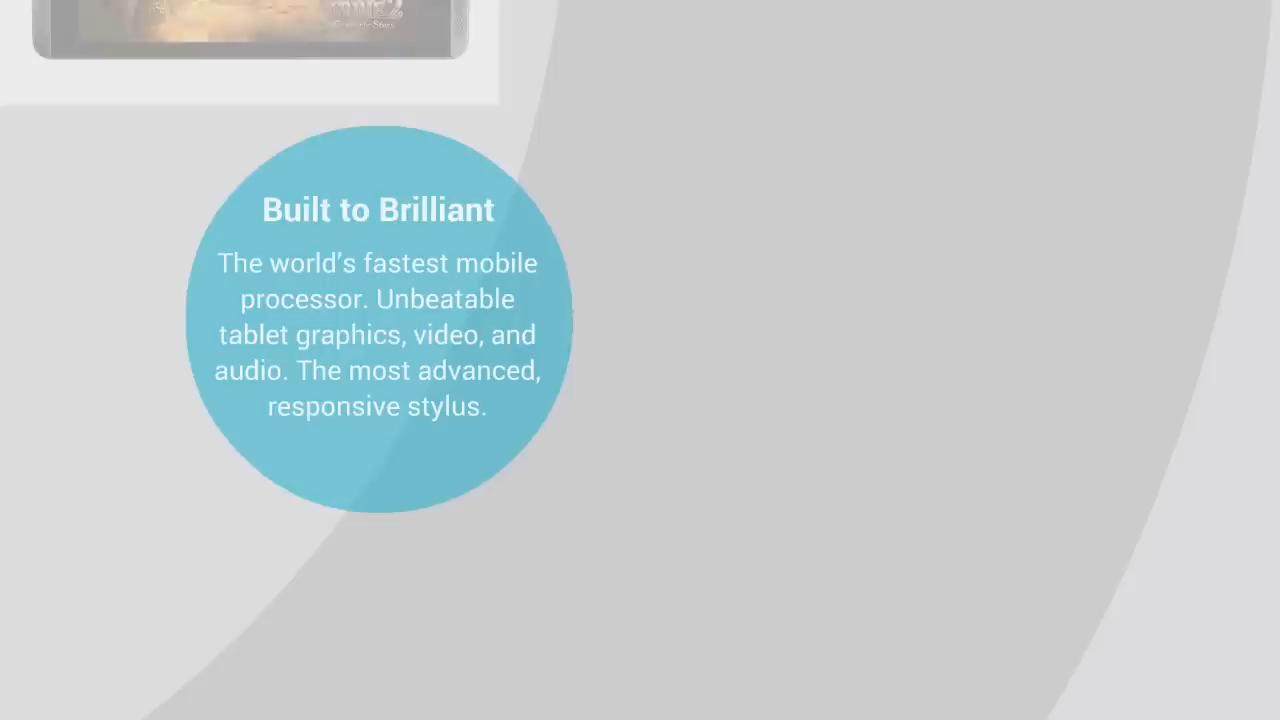 Built to Brilliant
The world’s fastest mobile
processor. Unbeatable
tablet graphics, video, and
audio. The most advanced,
responsive stylus.